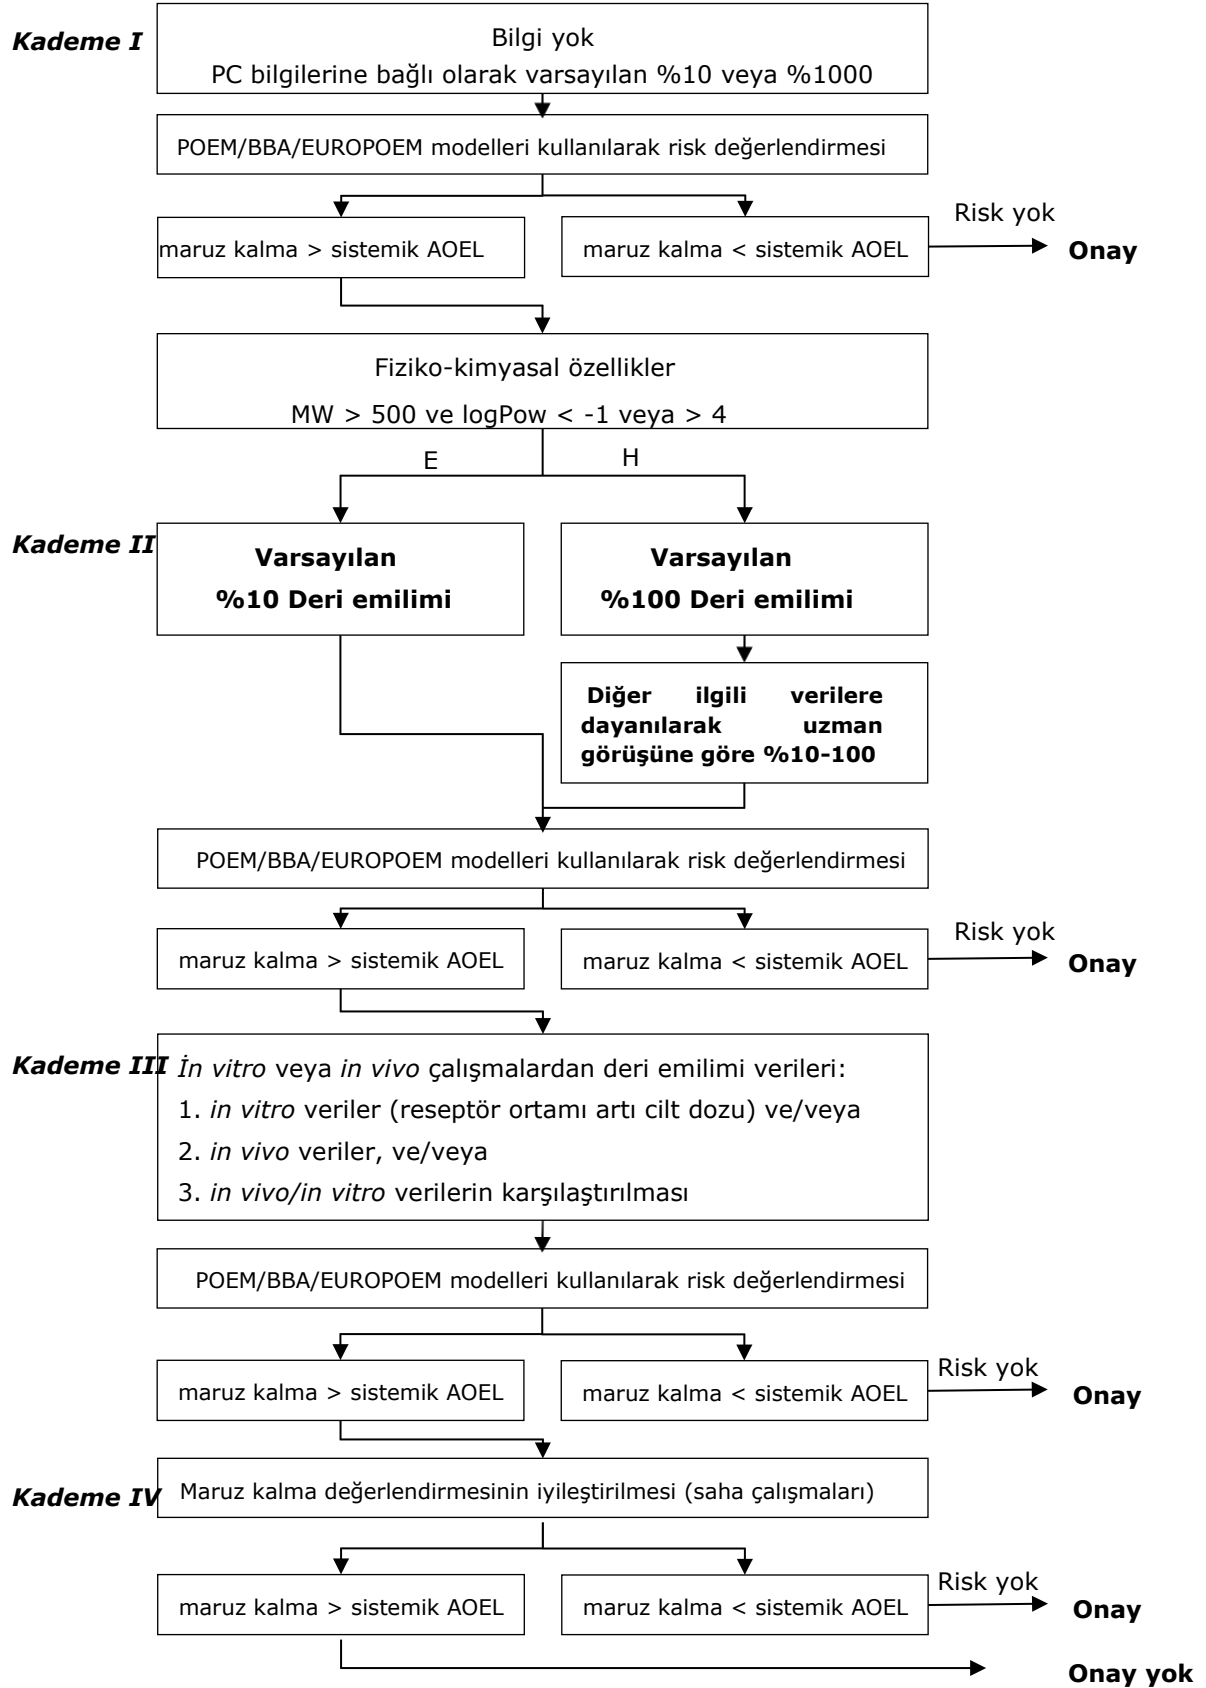 Kademe I
Bilgi yok
PC bilgilerine bağlı olarak varsayılan %10 veya %1000
POEM/BBA/EUROPOEM modelleri kullanılarak risk değerlendirmesi
maruz kalma > sistemik AOEL
maruz kalma < sistemik AOEL
Risk yok
Onay
Fiziko-kimyasal özellikler
MW > 500 ve logPow < -1 veya > 4
E
H
Kademe II
Varsayılan
%10 Deri emilimi
Varsayılan
%100 Deri emilimi
Diğer ilgili verilere
dayanılarak uzman
görüşüne göre %10-100
POEM/BBA/EUROPOEM modelleri kullanılarak risk değerlendirmesi
maruz kalma > sistemik AOEL
maruz kalma < sistemik AOEL
Risk yok
Onay
Kademe III
İn vitro veya in vivo çalışmalardan deri emilimi verileri:
1. in vitro veriler (reseptör ortamı artı cilt dozu) ve/veya
2. in vivo veriler, ve/veya
3. in vivo/in vitro verilerin karşılaştırılması
POEM/BBA/EUROPOEM modelleri kullanılarak risk değerlendirmesi
maruz kalma > sistemik AOEL
maruz kalma < sistemik AOEL
Risk yok
Onay
Kademe IV
Maruz kalma değerlendirmesinin iyileştirilmesi (saha çalışmaları)
maruz kalma > sistemik AOEL
maruz kalma < sistemik AOEL
Risk yok
Onay
Onay yok